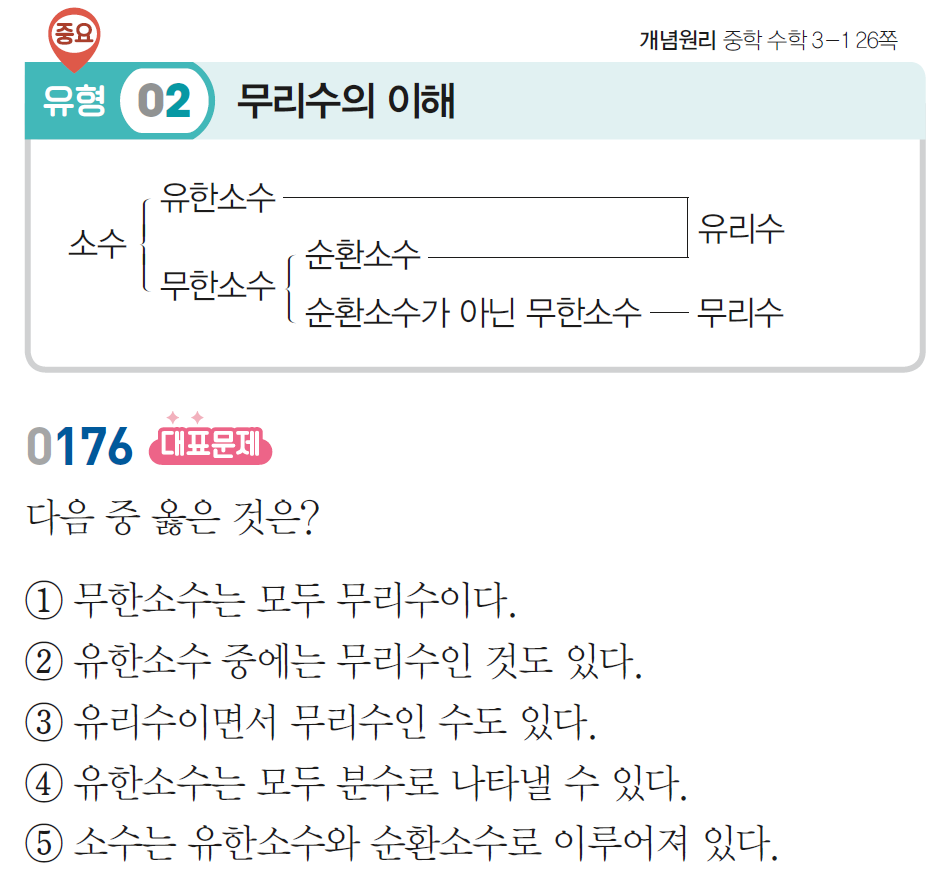 중요
개념원리 중학 수학 3-1 26쪽
유형 02 무리수의 이해
유한소수
유리수
소수
순환소수
무한소수
순환소수가 아닌 무한소수 무리수
0176 대표문제
다음 중 옳은 것은?
① 무한소수는 모두 무리수이다.
② 유한소수 중에는 무리수인 것도 있다.
③ 유리수이면서 무리수인 수도 있다.
④ 유한소수는 모두 분수로 나타낼 수 있다.
⑤ 소수는 유한소수와 순환소수로 이루어져 있다.